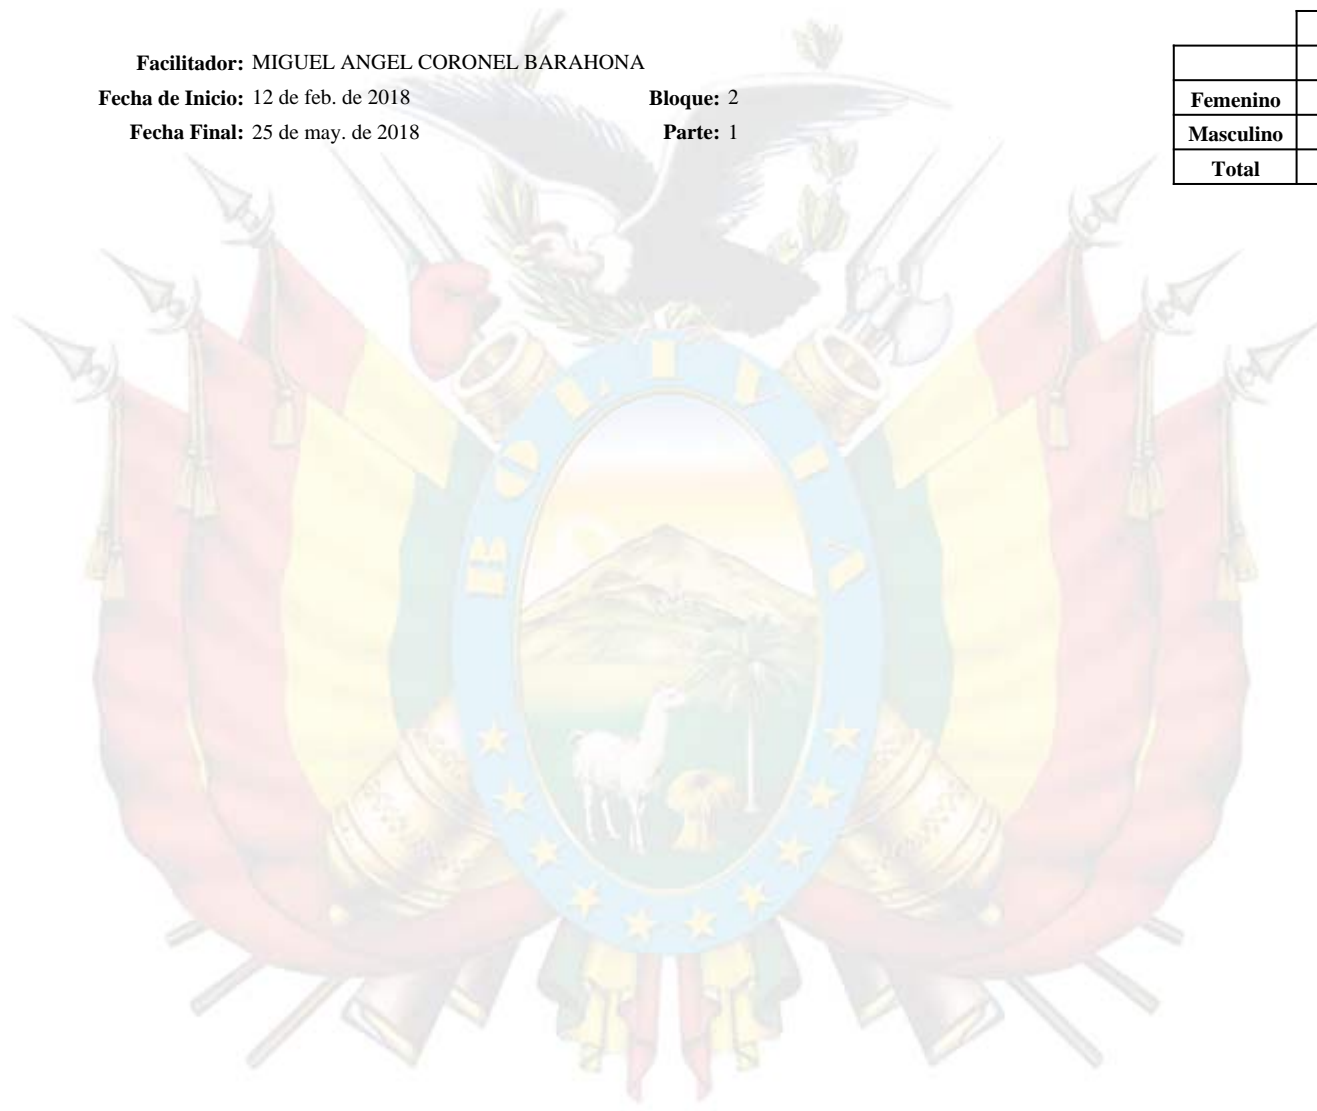 Facilitador: MIGUEL ANGEL CORONEL BARAHONA
Fecha de Inicio: 12 de feb. de 2018 Bloque: 2
Fecha Final: 25 de may. de 2018 Parte: 1
Femenino
Masculino
Total
BOLIVIA